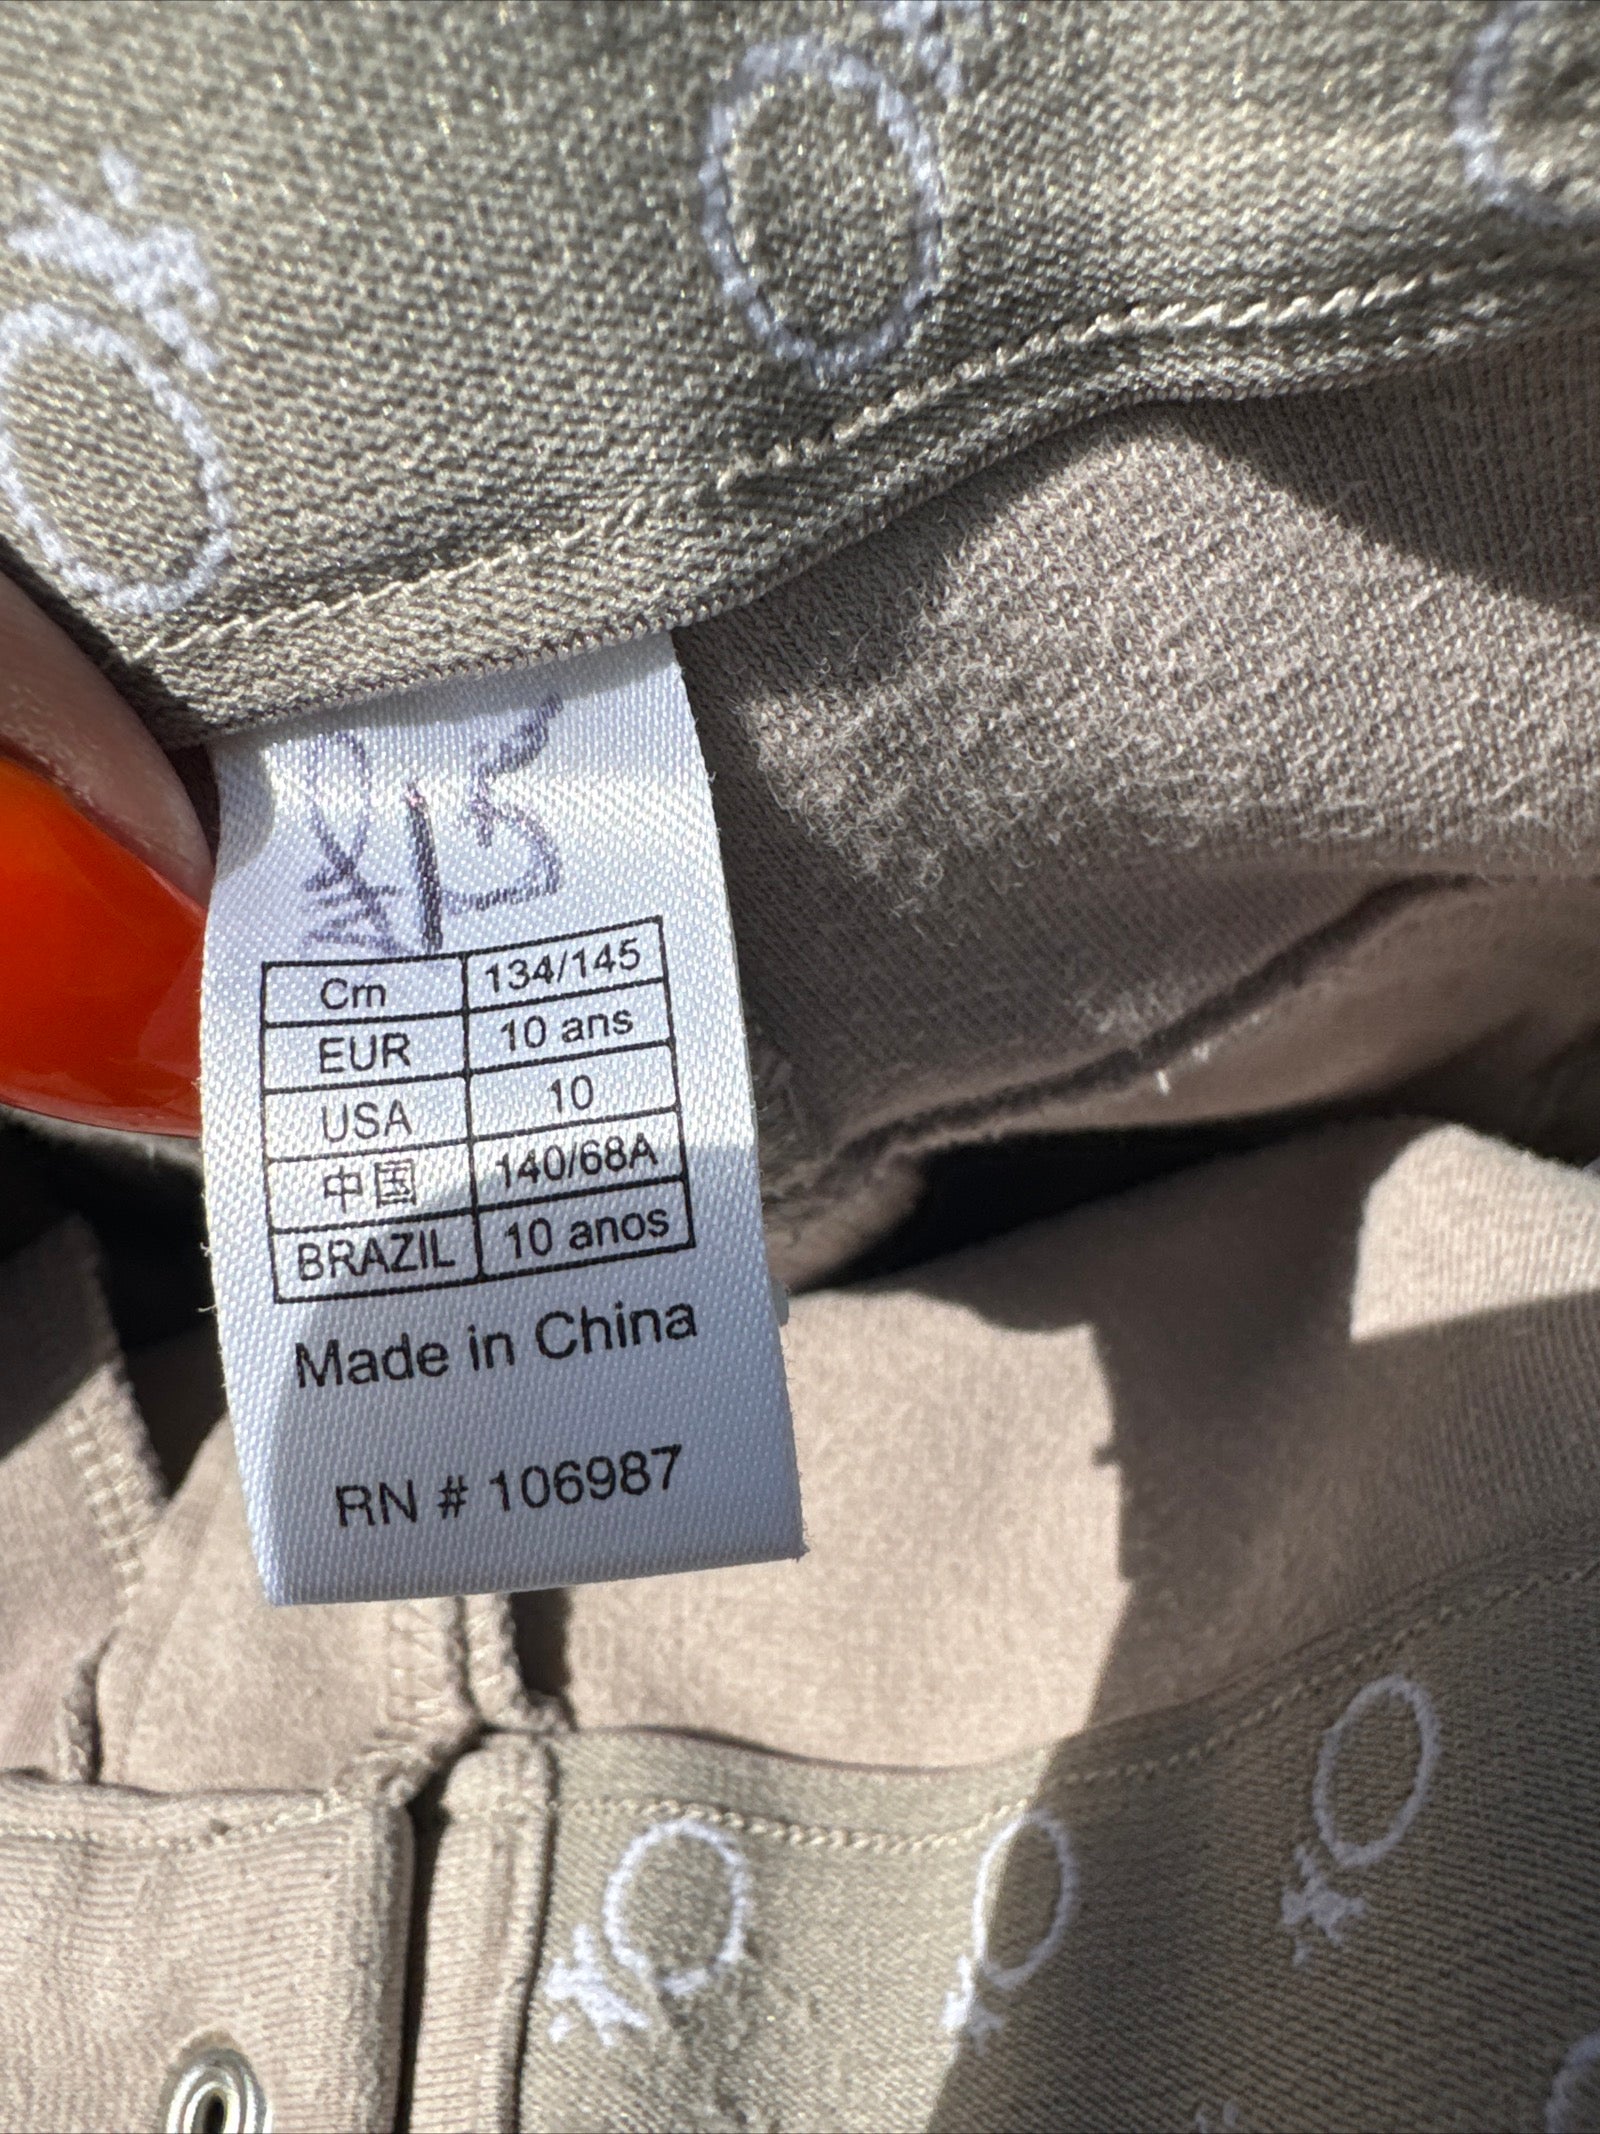 Cm 134/145
EUR 10 ans
USA 10
中国 140/68A
BRAZIL 10 anos
Made in China
RN # 106987